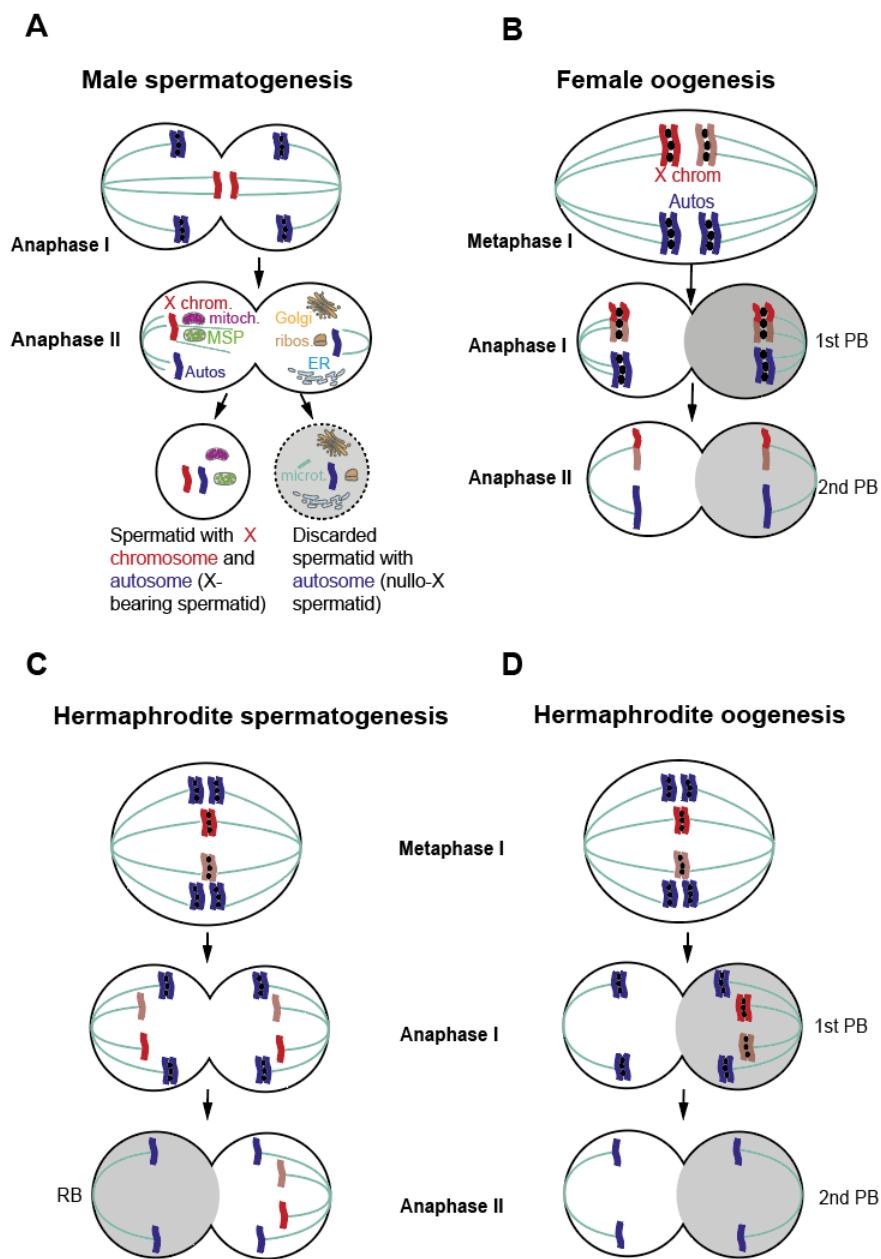 A
Male spermatogenesis
Anaphase I
Anaphase II
X chrom.
mitoch.
MSP
Autos
Golgi
ribos.
ER
microt.
Spermatid with X
chromosome and
autosome (X-
bearing spermatid)
Discarded
spermatid with
autosome (nullo-X
spermatid)
B
Female oogenesis
X chrom
Autos
Metaphase I
Anaphase I
1st PB
Anaphase II
2nd PB
C
Hermaphrodite spermatogenesis
D
Hermaphrodite oogenesis
Metaphase I
Anaphase I
1st PB
RB
Anaphase II
2nd PB